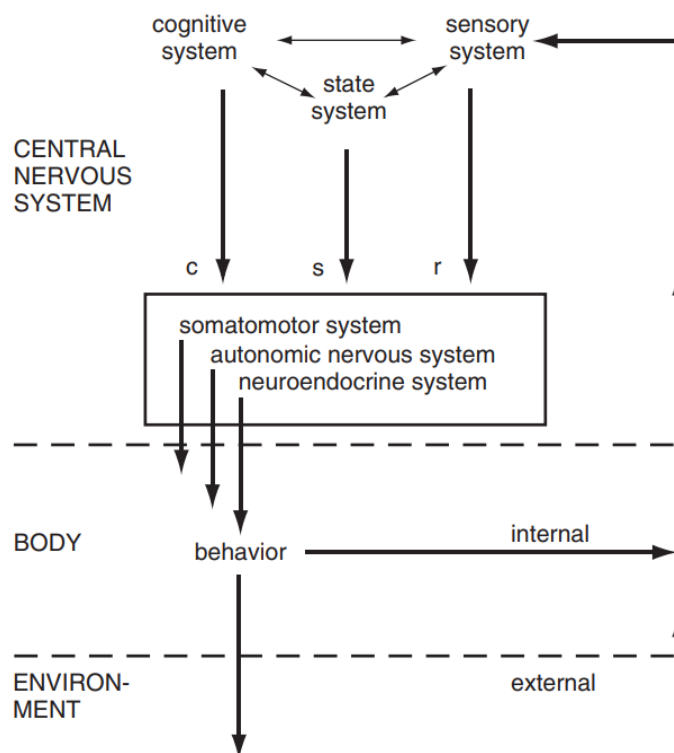 cognitive
system
sensory
system
state
system
CENTRAL
NERVOUS
SYSTEM
c
s
r
somatomotor system
autonomic nervous system
neuroendocrine system
BODY
behavior
internal
ENVIRON-
MENT
external